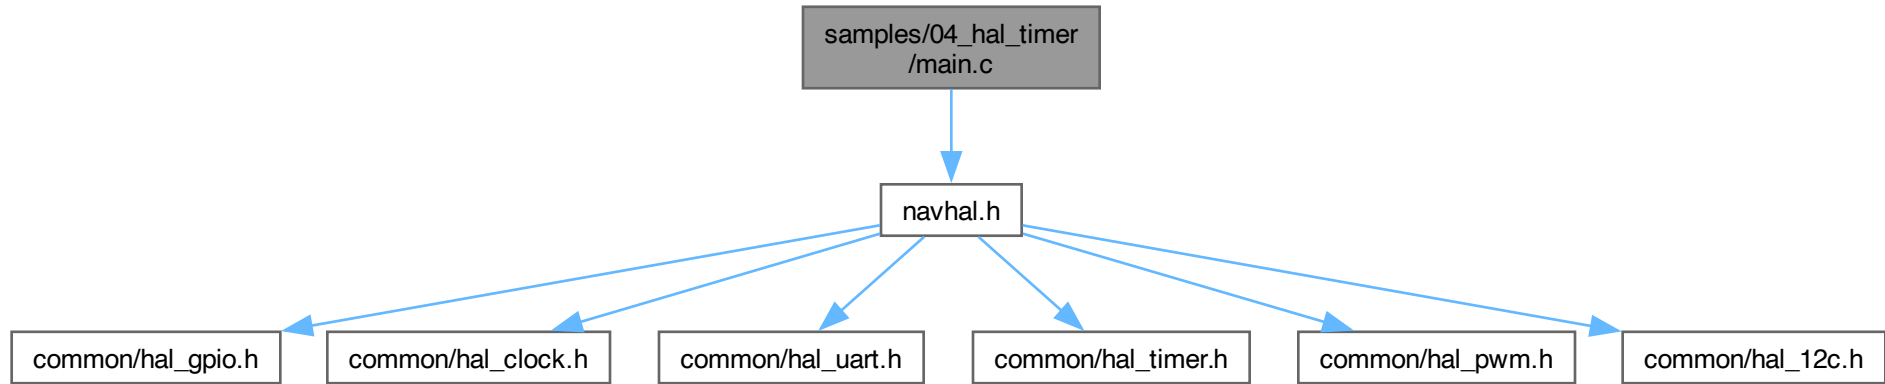 samples/04_hal_timer
/main.c
navhal.h
common/hal_gpio.h
common/hal_clock.h
common/hal_uart.h
common/hal_timer.h
common/hal_pwm.h
common/hal_12c.h